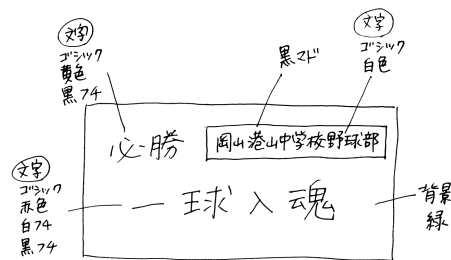 文字
ゴシック
黄色
黒フチ
黒マド
文字
ゴシック
白色
必勝
岡山港山中学校野球部
文字
ゴシック
赤色
白フチ
黒フチ
一球入魂
背景
緑